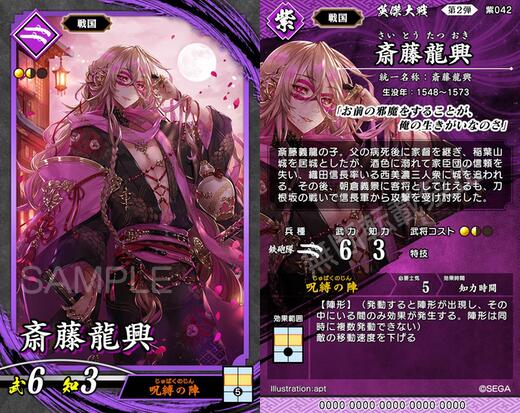 戦国
SAMPLE
斎藤龍興
武6 知3
じゅばくのじん
呪縛の陣
5
紫
戦国
英傑大戦
第2弾
紫042
さいとうたつおき
斎藤龍興
統一名称:斎藤龍興
生没年:1548〜1573
「お前の邪魔をすることが、
俺の生きがいなのさ」
斎藤義龍の子。父の病死後に家督を継ぎ、稲葉山
城を居城としたが、酒色に溺れて家臣団の信頼を
失い、織田信長率いる西美濃三人衆に城を追わ
れる。その後、朝倉義景に客将として仕えるも、刀
根坂の戦いで信長軍から攻撃を受け討死した。
兵種 武力 知力 武将コスト
鉄砲隊 6 3 特技
じゅばくのじん 必要士気 効果時間
呪縛の陣 5 知力時間
効果範囲
【陣形】(発動すると陣形が出現し、その
中にいる間のみ効果が発生する。陣形は同
時に複数発動できない)
敵の移動速度を下げる
Illustration:apt
©SEGA
0000 0000 0000 0000 0000